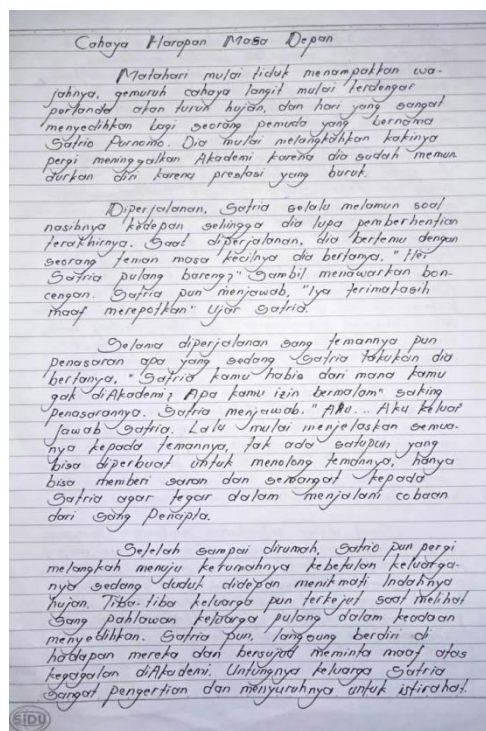 Cahaya Harapan Masa Depan
Matahari mulai tidak menampakkan wa-
jahnya, gemuruh cahaya langit mulai terdengar
pertanda akan turun hujan, dan hari yang sangat
menyedihkan bagi seorang pemuda yang bernama
Satrio Purnomo. Dia mulai melangkahkan kakinya
pergi meninggalkan Akademi karena dia sudah memun
durkan diri karena prestasi yang buruk.
Diperjalanan, Satria selalu melamun soal
nasibnya kedepan sehingga dia lupa pemberhentian
terakhirnya. Saat diperjalanan, dia bertemu dengan
seorang teman masa kecilnya dia bertanya. "Hei
Satria pulang bareng?" Sambil menawarkan bon-
cengan. Satria pun menjawab, "Iya terimakasih
maaf merepotkan" ujar Satria.
Selama diperjalanan sang temannya pun
penasaran apa yang sedang Satria lakukan dia
bertanya, "Satria kamu habis dari mana kamu
gak diAkademi? Apa kamu izin bermalam" saking
penasarannya. Satria menjawab. "Aku... Aku keluar
Jawab Satria. Lalu mulai menjelaskan semua-
nya kepada temannya, tak ada satupun yang
bisa diperbuat untuk menolong temannya, hanya
bisa memberi saran dan semangat kepada
Satria agar tegar dalam menjalani cobaan
dari Sang Pencipta.
Setelah sampai dirumah, Satrio pun pergi
melangkah menuju kerumahnya kebetulan keluarga-
nya sedang duduk didepan menikmati Indahnya
hujan. Tiba-tiba keluarga pun terkejut saat melihat
Sang pahlawan keluarga pulang dalam keadaan
menyedihkan. Satria pun, langsung berdiri di
hadapan mereka dan bersujud meminta maaf atas
kegagalan diAkademi. Untungnya keluarga Satria
Sangat pengertian dan menyuruhnya untuk istirahat.
SIDU